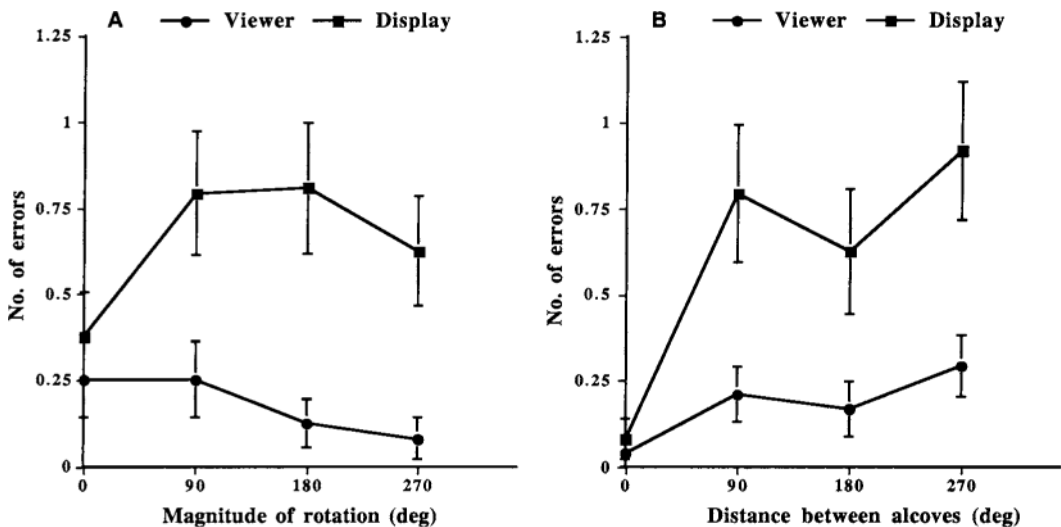 A
Viewer
Display
1.25
1
0.75
0.5
0.25
0
No. of errors
0 90 180 270
Magnitude of rotation (deg)
B
Viewer
Display
1.25
1
0.75
0.5
0.25
0
No. of errors
0 90 180 270
Distance between alcoves (deg)